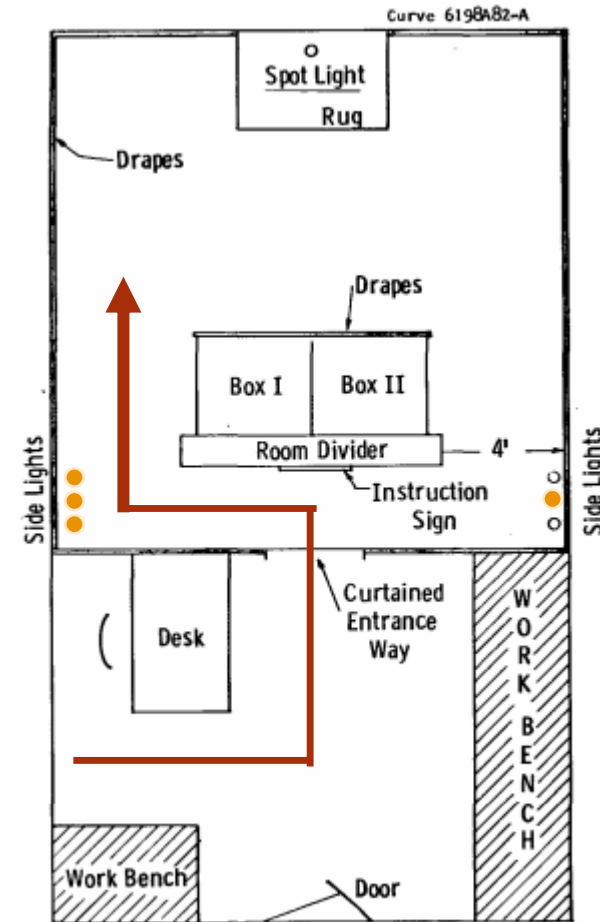 Curve 6198A82-A
Spot Light
Rug
Drapes
Drapes
Box I
Box II
Room Divider
4'
Side Lights
Side Lights
Instruction
Sign
Curtained
Entrance
Way
Desk
WORK BENCH
Work Bench
Door